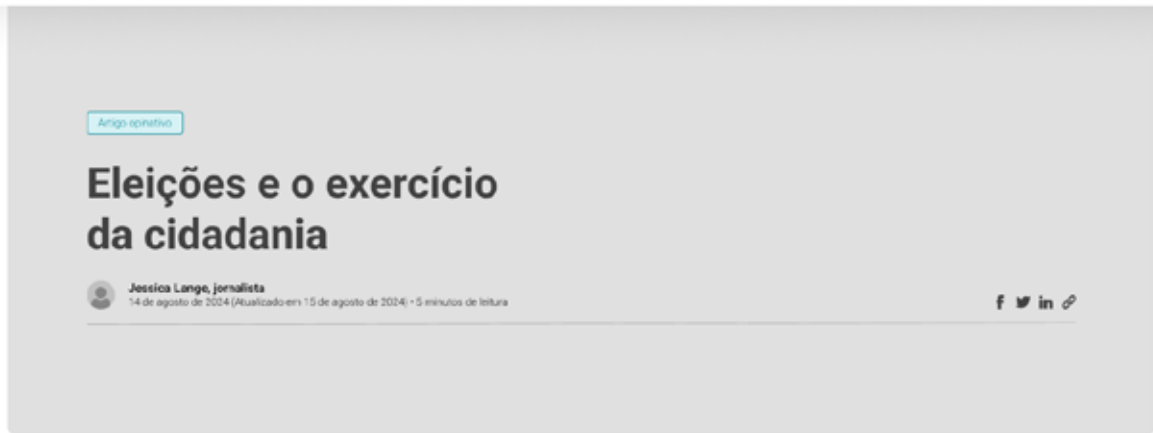 Artigo opinativo
Eleições e o exercício
da cidadania
Jessica Lange, jornalista
14 de agosto de 2024 (Atualizado em 15 de agosto de 2024) • 5 minutos de leitura